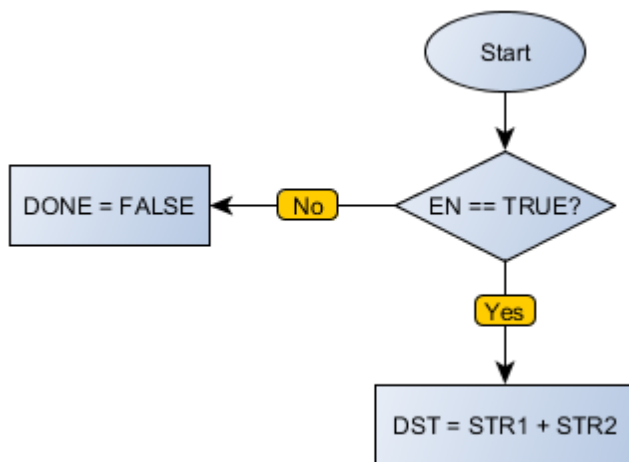 Start
EN == TRUE?
No
DONE = FALSE
Yes
DST = STR1 + STR2